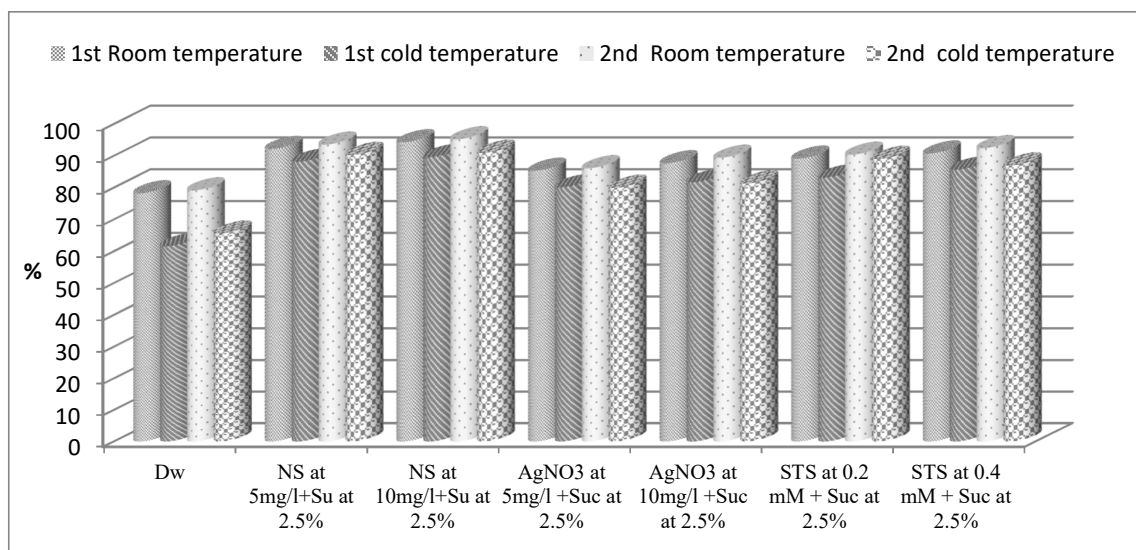 1st Room temperature 1st cold temperature 2nd Room temperature 2nd cold temperature
100
90
80
70
60
50
40
30
20
10
0
%
Dw
NS at
5mg/l+Su at
2.5%
NS at
10mg/l+Su at
2.5%
AgNO3 at
5mg/l +Suc at
2.5%
AgNO3 at
10mg/l +Suc
at 2.5%
STS at 0.2
mM + Suc at
2.5%
STS at 0.4
mM + Suc at
2.5%